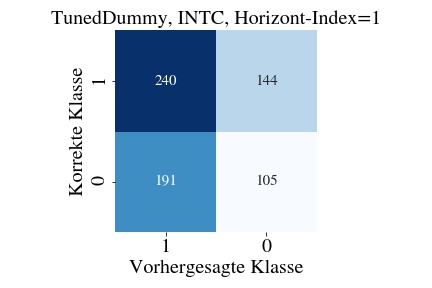 TunedDummy, INTC, Horizont-Index=1
Korrekte Klasse
1
240
144
0
191
105
1
0
Vorhergesagte Klasse